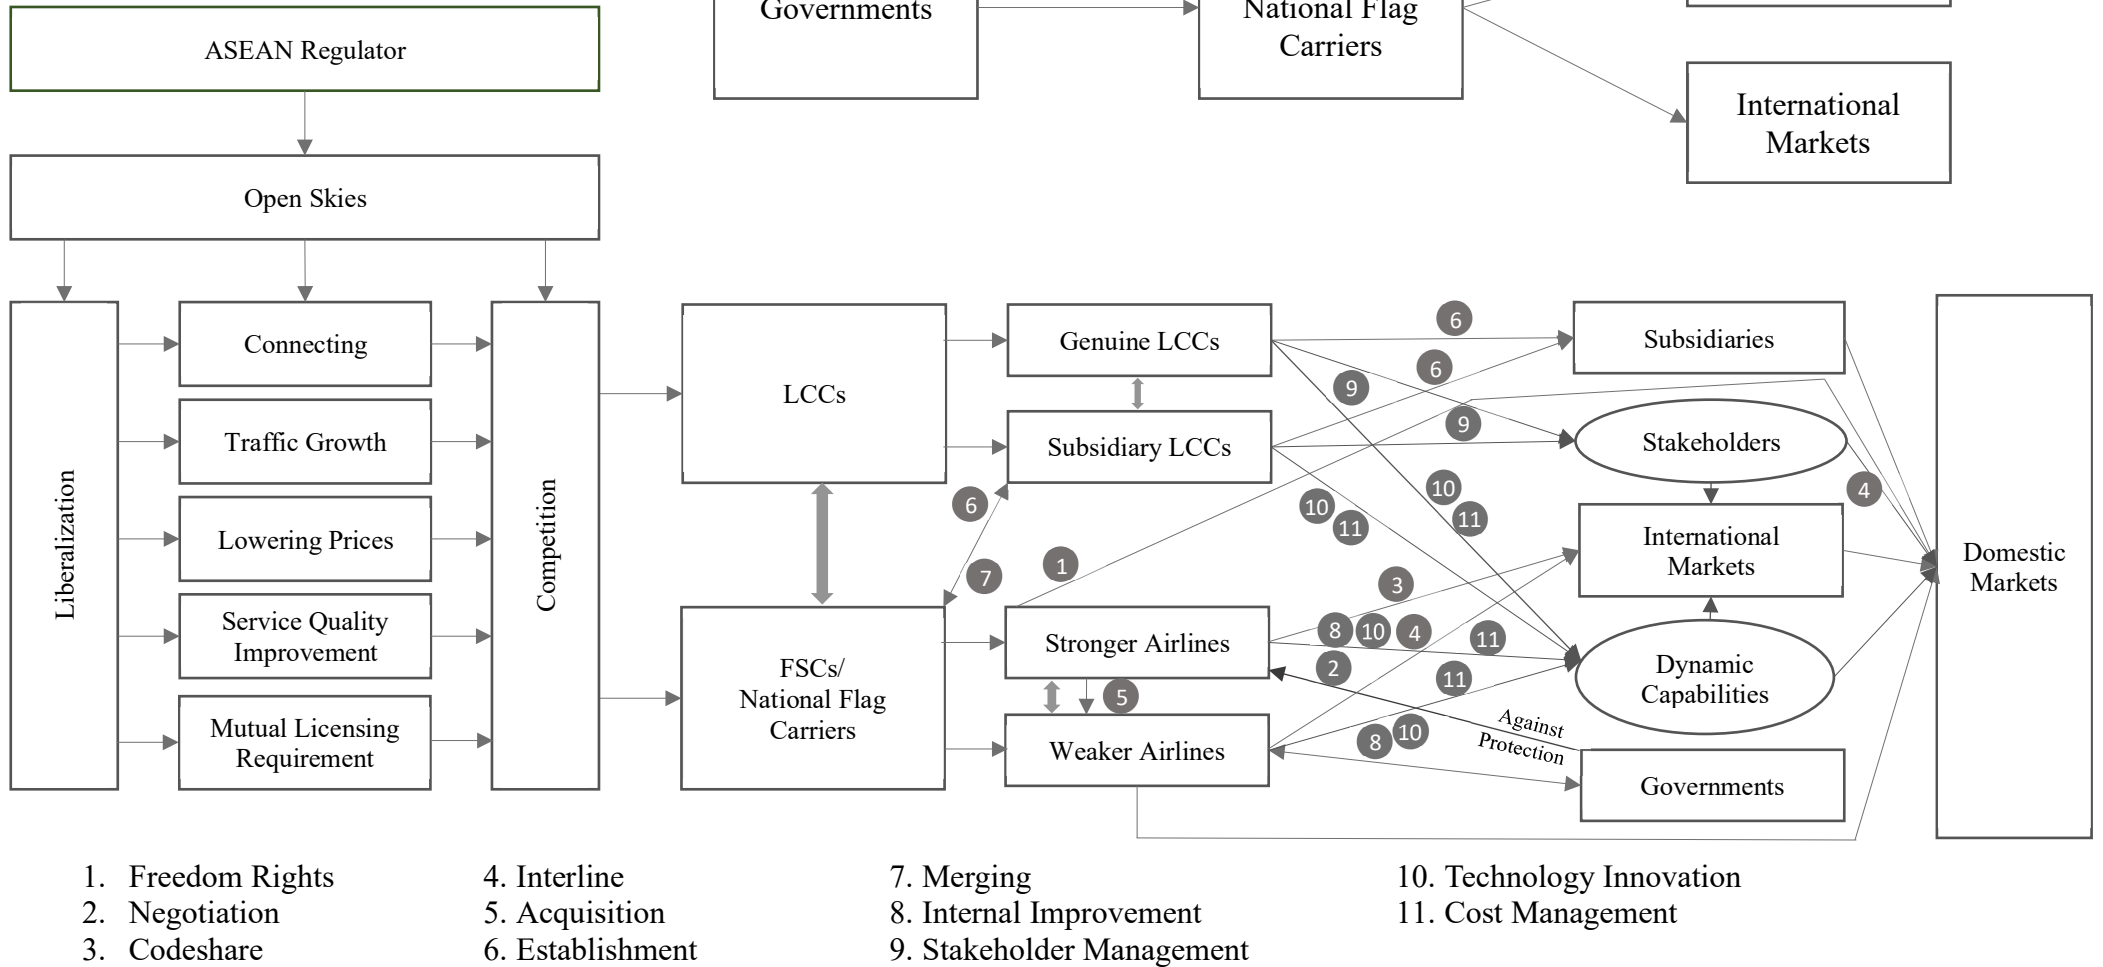 Governments
National Flag
Carriers
International
Markets
ASEAN Regulator
Open Skies
Liberalization
Connecting
Traffic Growth
Lowering Prices
Service Quality
Improvement
Mutual Licensing
Requirement
Competition
LCCs
FSCs/
National Flag
Carriers
Genuine LCCs
Subsidiary LCCs
Stronger Airlines
Weaker Airlines
6
6
9
9
10
11
10
11
4
6
7
1
3
8
10
4
11
2
11
5
8
10
Against
Protection
Subsidiaries
Stakeholders
International
Markets
Dynamic
Capabilities
Governments
Domestic
Markets
1. Freedom Rights
2. Negotiation
3. Codeshare
4. Interline
5. Acquisition
6. Establishment
7. Merging
8. Internal Improvement
9. Stakeholder Management
10. Technology Innovation
11. Cost Management